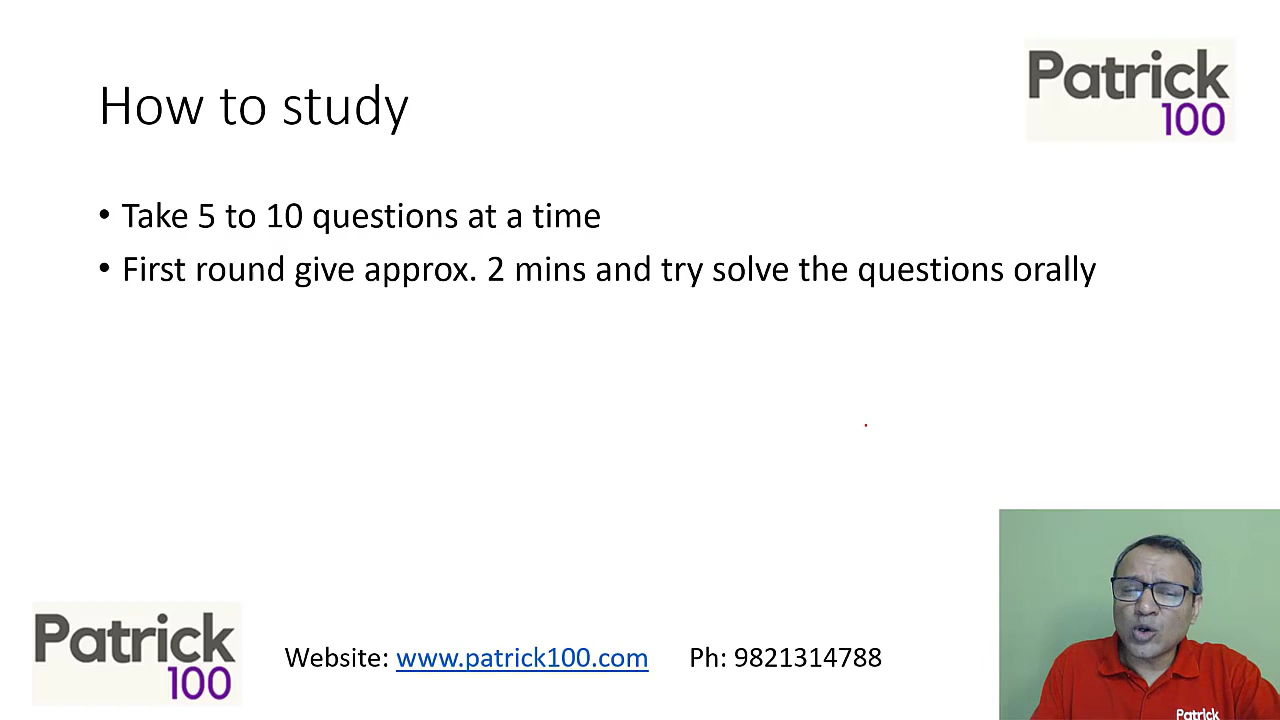 Patrick
100
How to study
• Take 5 to 10 questions at a time
• First round give approx. 2 mins and try solve the questions orally
Patrick
100
Website: www.patrick100.com Ph: 9821314788
Patrick